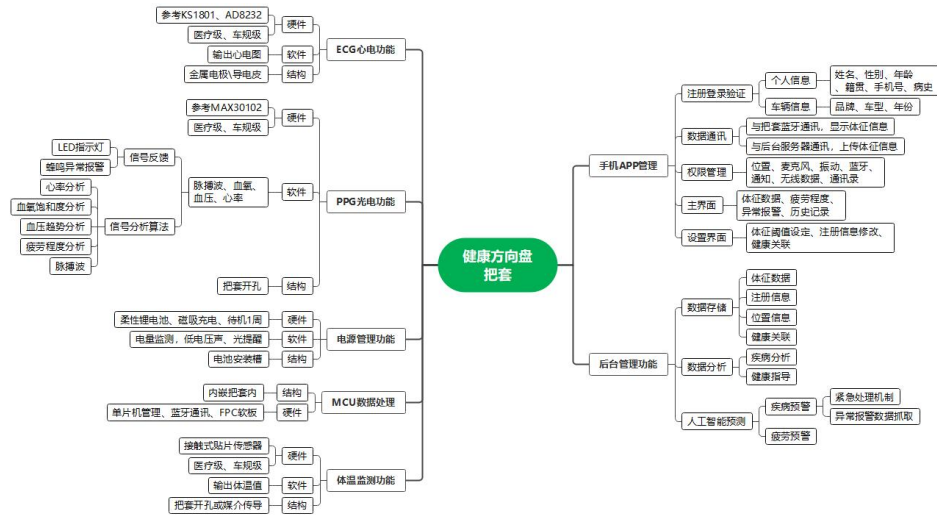 健康方向盘
把套
ECG心电功能
硬件
参考KS1801、AD8232
医疗级、车规级
软件
输出心电图
结构
金属电极\导电皮
PPG光电功能
硬件
参考MAX30102
医疗级、车规级
软件
脉搏波、血氧、
血压、心率
信号反馈
LED指示灯
蜂鸣异常报警
信号分析算法
心率分析
血氧饱和度分析
血压趋势分析
疲劳程度分析
脉搏波
结构
把套开孔
电源管理功能
硬件
柔性锂电池、磁吸充电、待机1周
软件
电量监测，低电压声、光提醒
结构
电池安装槽
MCU数据处理
结构
内嵌把套内
硬件
单片机管理、蓝牙通讯、FPC软板
体温监测功能
硬件
接触式贴片传感器
医疗级、车规级
软件
输出体温值
结构
把套开孔或媒介传导
手机APP管理
注册登录验证
个人信息
姓名、性别、年龄
、籍贯、手机号、病史
车辆信息
品牌、车型、年份
数据通讯
与把套蓝牙通讯，显示体征信息
与后台服务器通讯，上传体征信息
权限管理
位置、麦克风、振动、蓝牙、
通知、无线数据、通讯录
主界面
体征数据、疲劳程度、
异常报警、历史记录
设置界面
体征阈值设定、注册信息修改、
健康关联
后台管理功能
数据存储
体征数据
注册信息
位置信息
健康关联
数据分析
疾病分析
健康指导
人工智能预测
疾病预警
紧急处理机制
异常报警数据抓取
疲劳预警